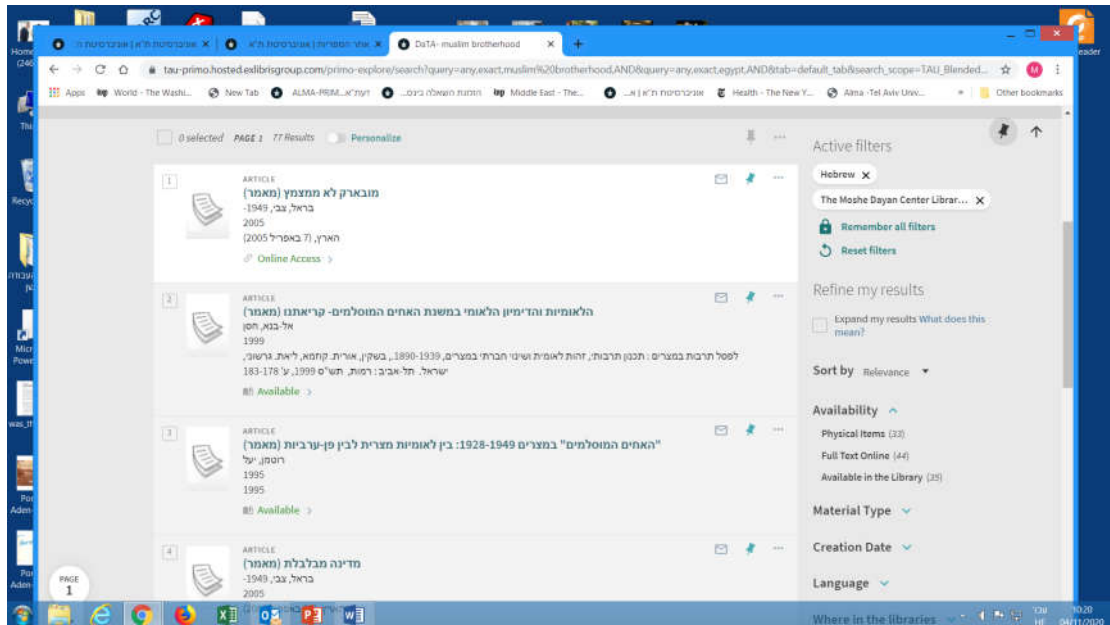 DaTA- muslim brotherhood
tau-primo.hosted.exlibrisgroup.com/primo-explore/search?query=any,exact,muslim%20brotherhood,AND&query=any,exact,egypt,AND&tab=default_tab&search_scope=TAU_Blended...
Apps World - The Washi... New Tab Middle East - The... Health - The New Y... Alma -Tel Aviv Univ... » Other bookmarks
0 selected PAGE 1 77 Results Personalize
1
ARTICLE
מובארק לא ממצמץ (מאמר)
בראל, צבי, 1949-
2005
הארץ, (7 באפריל 2005)
Online Access >
2
ARTICLE
הלאומיות והדימיון הלאומי במשנת האחים המוסלמים- קריאתנו (מאמר)
אל-בנא, חסן
1999
לפסל תרבות במצרים : תכנון תרבותי, זהות לאומית ושינוי חברתי במצרים, 1890-1939., בשקין, אורית. קוזמא, ליאת. גרשוני,
ישראל. תל-אביב : רמות, תש"ס 1999, ע' 183-178
Available >
3
ARTICLE
"האחים המוסלמים" במצרים 1928-1949: בין לאומיות מצרית לבין פן-ערביות (מאמר)
רוטמן, יעל
1995
1995
Available >
4
ARTICLE
מדינה מבלבלת (מאמר)
בראל, צבי, 1949-
2005
PAGE
1
Active filters
Hebrew
The Moshe Dayan Center Librar...
Remember all filters
Reset filters
Refine my results
Expand my results What does this
mean?
Sort by Relevance
Availability
Physical Items (33)
Full Text Online (44)
Available in the Library (35)
Material Type
Creation Date
Language
Where in the libraries
10:20
04/11/2020